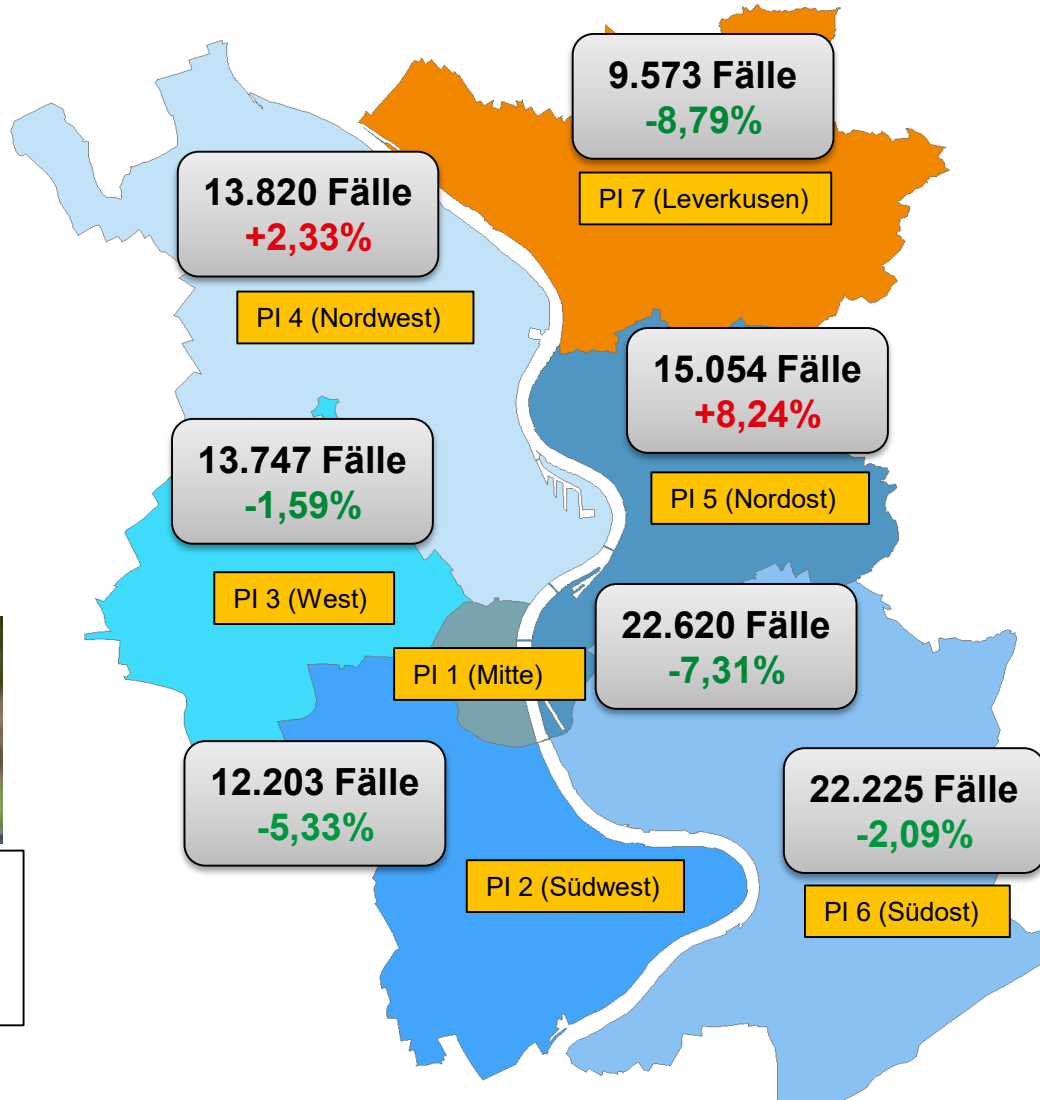 9.573 Fälle
-8,79%
PI 7 (Leverkusen)
13.820 Fälle
+2,33%
PI 4 (Nordwest)
15.054 Fälle
+8,24%
PI 5 (Nordost)
13.747 Fälle
-1,59%
PI 3 (West)
22.620 Fälle
-7,31%
PI 1 (Mitte)
12.203 Fälle
-5,33%
PI 2 (Südwest)
22.225 Fälle
-2,09%
PI 6 (Südost)